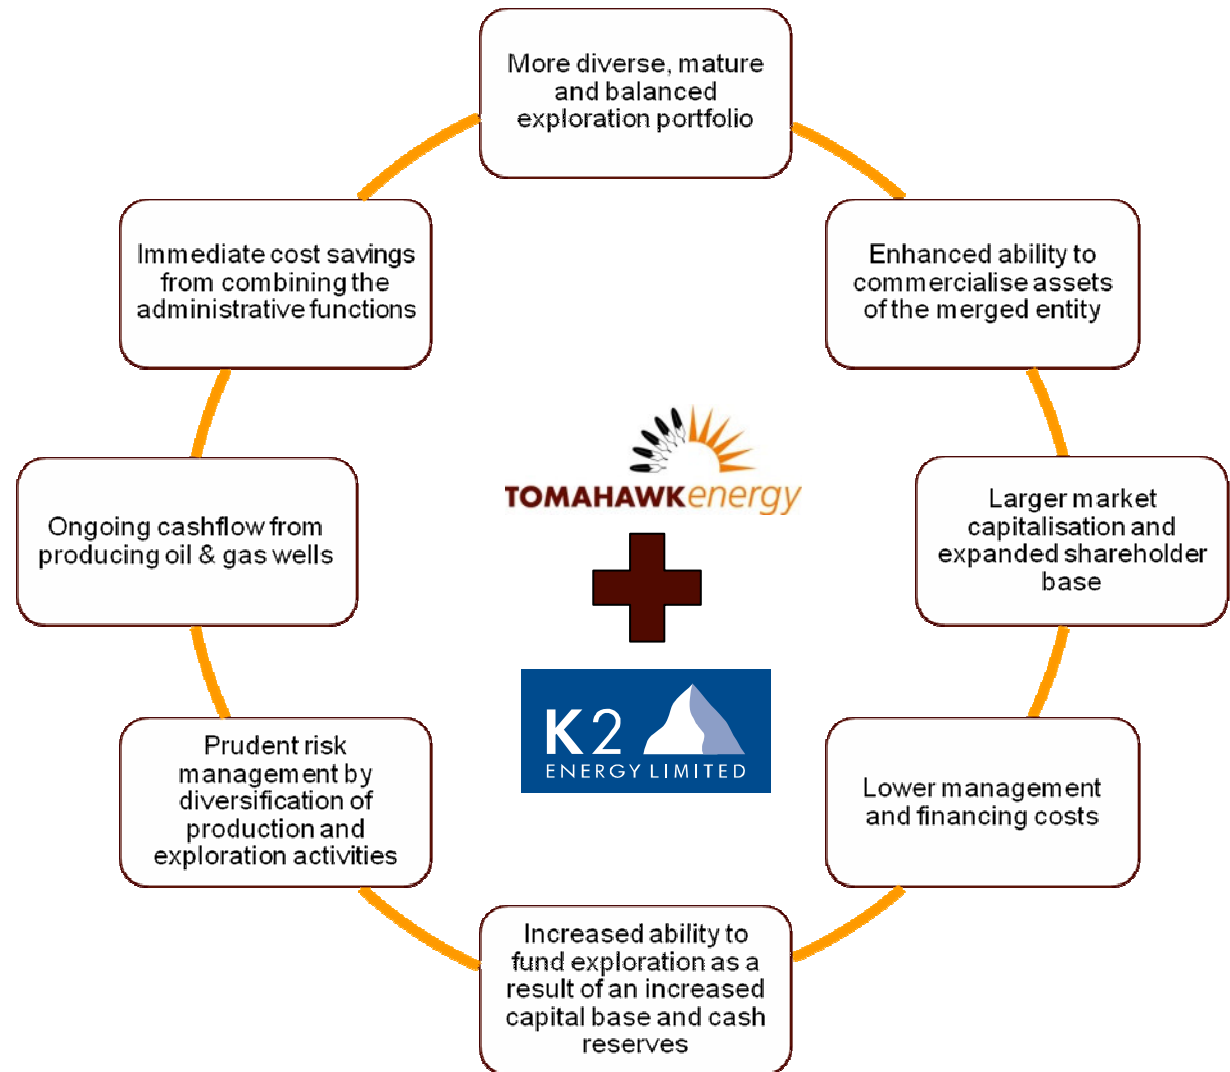 More diverse, mature
and balanced
exploration portfolio
Enhanced ability to
commercialise assets
of the merged entity
Larger market
capitalisation and
expanded shareholder
base
Lower management
and financing costs
Increased ability to
fund exploration as a
result of an increased
capital base and cash
reserves
Prudent risk
management by
diversification of
production and
exploration activities
Ongoing cashflow from
producing oil & gas wells
Immediate cost savings
from combining the
administrative functions
TOMAHAWKenergy
K2
ENERGY LIMITED